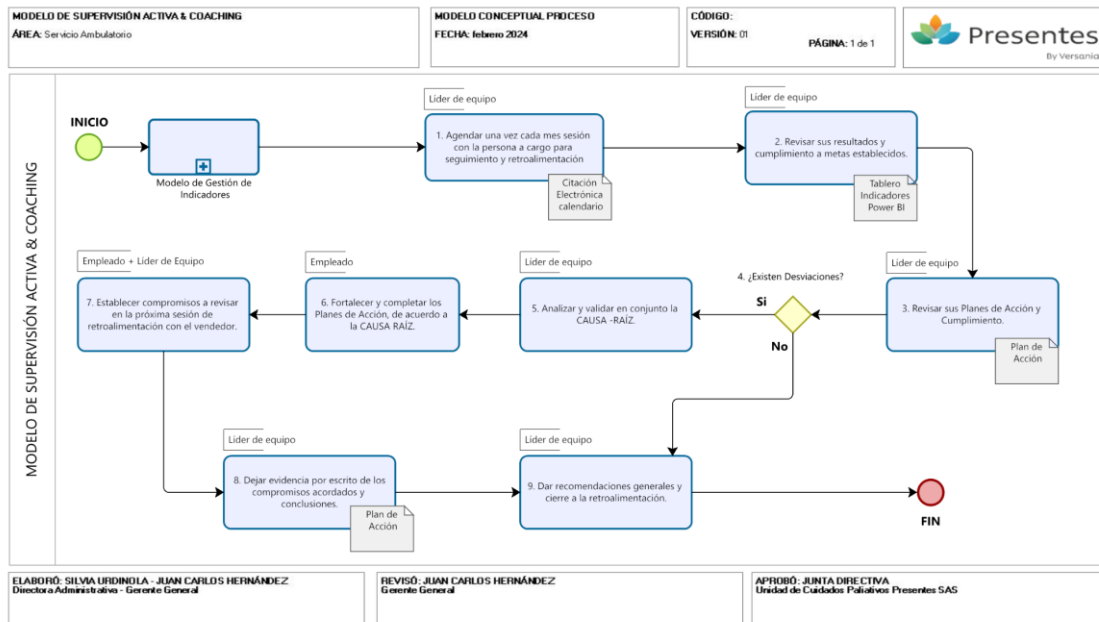 MODELO DE SUPERVISIÓN ACTIVA & COACHING
ÁREA: Servicio Ambulatorio
MODELO CONCEPTUAL PROCESO
FECHA: febrero 2024
CÓDIGO:
VERSIÓN: 01
PÁGINA: 1 de 1
Presentes
By Versania
MODELO DE SUPERVISIÓN ACTIVA & COACHING
INICIO
Modelo de Gestión de
Indicadores
Líder de equipo
1. Agendar una vez cada mes sesión
con la persona a cargo para
seguimiento y retroalimentación
Citación
Electrónica
calendario
Líder de equipo
2. Revisar sus resultados y
cumplimiento a metas establecidos.
Tablero
Indicadores
Power BI
Líder de equipo
3. Revisar sus Planes de Acción y
Cumplimiento.
Plan de
Acción
4. ¿Existen Desviaciones?
Si
No
Líder de equipo
5. Analizar y validar en conjunto la
CAUSA -RAÍZ.
Empleado
6. Fortalecer y completar los
Planes de Acción, de acuerdo a
la CAUSA RAÍZ.
Empleado + Líder de Equipo
7. Establecer compromisos a revisar
en la próxima sesión de
retroalimentación con el vendedor.
Líder de equipo
8. Dejar evidencia por escrito de los
compromisos acordados y
conclusiones.
Plan de
Acción
Líder de equipo
9. Dar recomendaciones generales y
cierre a la retroalimentación.
FIN
ELABORÓ: SILVIA URDINOLA - JUAN CARLOS HERNÁNDEZ
Directora Administrativa - Gerente General
REVISÓ: JUAN CARLOS HERNÁNDEZ
Gerente General
APROBÓ: JUNTA DIRECTIVA
Unidad de Cuidados Paliativos Presentes SAS